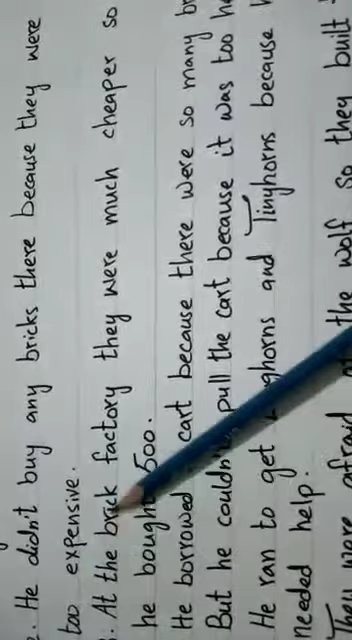 2. He didn't buy any bricks there because they were
too expensive.
3. At the brick factory they were much cheaper so
he bought 500.
He borrowed cart because there were so many
But he couldn't pull the cart because it was too
He ran to get and Tinyhorns because
needed help.
They were afraid the wolf so they built